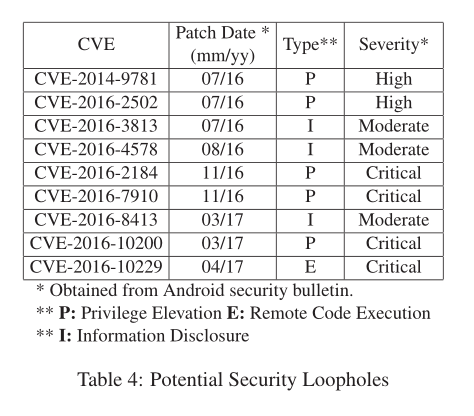 CVE Patch Date * (mm/yy) Type** Severity*
CVE-2014-9781 07/16 P High
CVE-2016-2502 07/16 P High
CVE-2016-3813 07/16 I Moderate
CVE-2016-4578 08/16 I Moderate
CVE-2016-2184 11/16 P Critical
CVE-2016-7910 11/16 P Critical
CVE-2016-8413 03/17 I Moderate
CVE-2016-10200 03/17 P Critical
CVE-2016-10229 04/17 E Critical
* Obtained from Android security bulletin.
** P: Privilege Elevation E: Remote Code Execution
** I: Information Disclosure
Table 4: Potential Security Loopholes